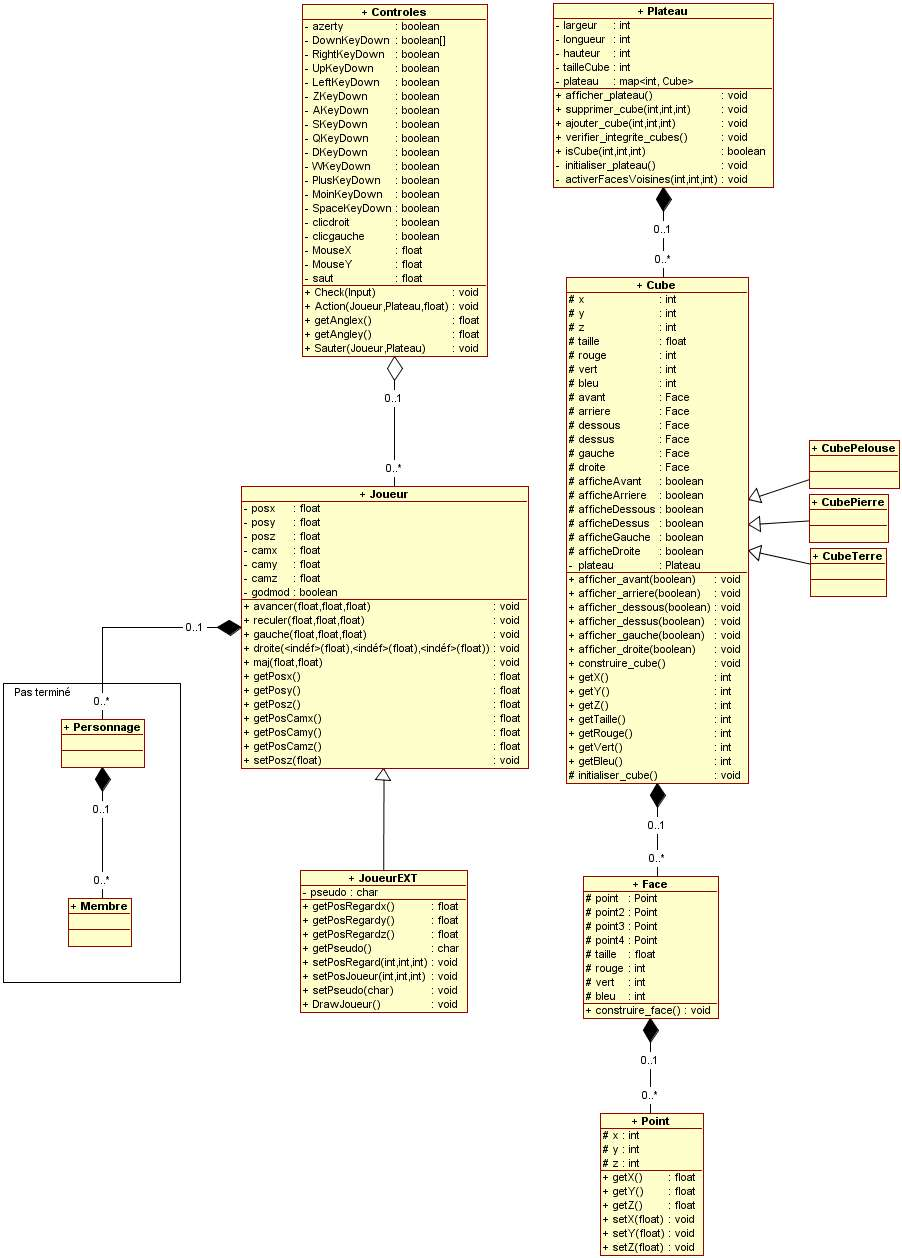 + Controles
- azerty : boolean
- DownKeyDown : boolean[]
- RightKeyDown : boolean
- UpKeyDown : boolean
- LeftKeyDown : boolean
- ZKeyDown : boolean
- AKeyDown : boolean
- SKeyDown : boolean
- QKeyDown : boolean
- DKeyDown : boolean
- WKeyDown : boolean
- PlusKeyDown : boolean
- MoinKeyDown : boolean
- SpaceKeyDown : boolean
- clicdroit : boolean
- clicgauche : boolean
- MouseX : float
- MouseY : float
- saut : float
+ Check(Input) : void
+ Action(Joueur,Plateau,float) : void
+ getAnglex() : float
+ getAngley() : float
+ Sauter(Joueur,Plateau) : void
0..1
0..*
+ Joueur
- posx : float
- posy : float
- posz : float
- camx : float
- camy : float
- camz : float
- godmod : boolean
+ avancer(float,float,float) : void
+ reculer(float,float,float) : void
+ gauche(float,float,float) : void
+ droite(<indéf>(float),<indéf>(float),<indéf>(float)) : void
+ maj(float,float) : void
+ getPosx() : float
+ getPosy() : float
+ getPosz() : float
+ getPosCamx() : float
+ getPosCamy() : float
+ getPosCamz() : float
+ setPosz(float) : void
0..1
Pas terminé
0..*
+ Personnage
0..1
0..*
+ Membre
+ JoueurEXT
- pseudo : char
+ getPosRegardx() : float
+ getPosRegardy() : float
+ getPosRegardz() : float
+ getPseudo() : char
+ setPosRegard(int,int,int) : void
+ setPosJoueur(int,int,int) : void
+ setPseudo(char) : void
+ DrawJoueur() : void
+ Plateau
- largeur : int
- longueur : int
- hauteur : int
- tailleCube : int
- plateau : map<int, Cube>
+ afficher_plateau() : void
+ supprimer_cube(int,int,int) : void
+ ajouter_cube(int,int,int) : void
+ verifier_integrite_cubes() : void
+ isCube(int,int,int) : boolean
- initialiser_plateau() : void
- activerFacesVoisines(int,int,int) : void
0..1
0..*
+ Cube
# x : int
# y : int
# z : int
# taille : float
# rouge : int
# vert : int
# bleu : int
# avant : Face
# arriere : Face
# dessous : Face
# dessus : Face
# gauche : Face
# droite : Face
# afficheAvant : boolean
# afficheArriere : boolean
# afficheDessous : boolean
# afficheDessus : boolean
# afficheGauche : boolean
# afficheDroite : boolean
- plateau : Plateau
+ afficher_avant(boolean) : void
+ afficher_arriere(boolean) : void
+ afficher_dessous(boolean) : void
+ afficher_dessus(boolean) : void
+ afficher_gauche(boolean) : void
+ afficher_droite(boolean) : void
+ construire_cube() : void
+ getX() : int
+ getY() : int
+ getZ() : int
+ getTaille() : int
+ getRouge() : int
+ getVert() : int
+ getBleu() : int
# initialiser_cube() : void
+ CubePelouse
+ CubePierre
+ CubeTerre
0..1
0..*
+ Face
# point : Point
# point2 : Point
# point3 : Point
# point4 : Point
# taille : float
# rouge : int
# vert : int
# bleu : int
+ construire_face() : void
0..1
0..*
+ Point
# x : int
# y : int
# z : int
+ getX() : float
+ getY() : float
+ getZ() : float
+ setX(float) : void
+ setY(float) : void
+ setZ(float) : void